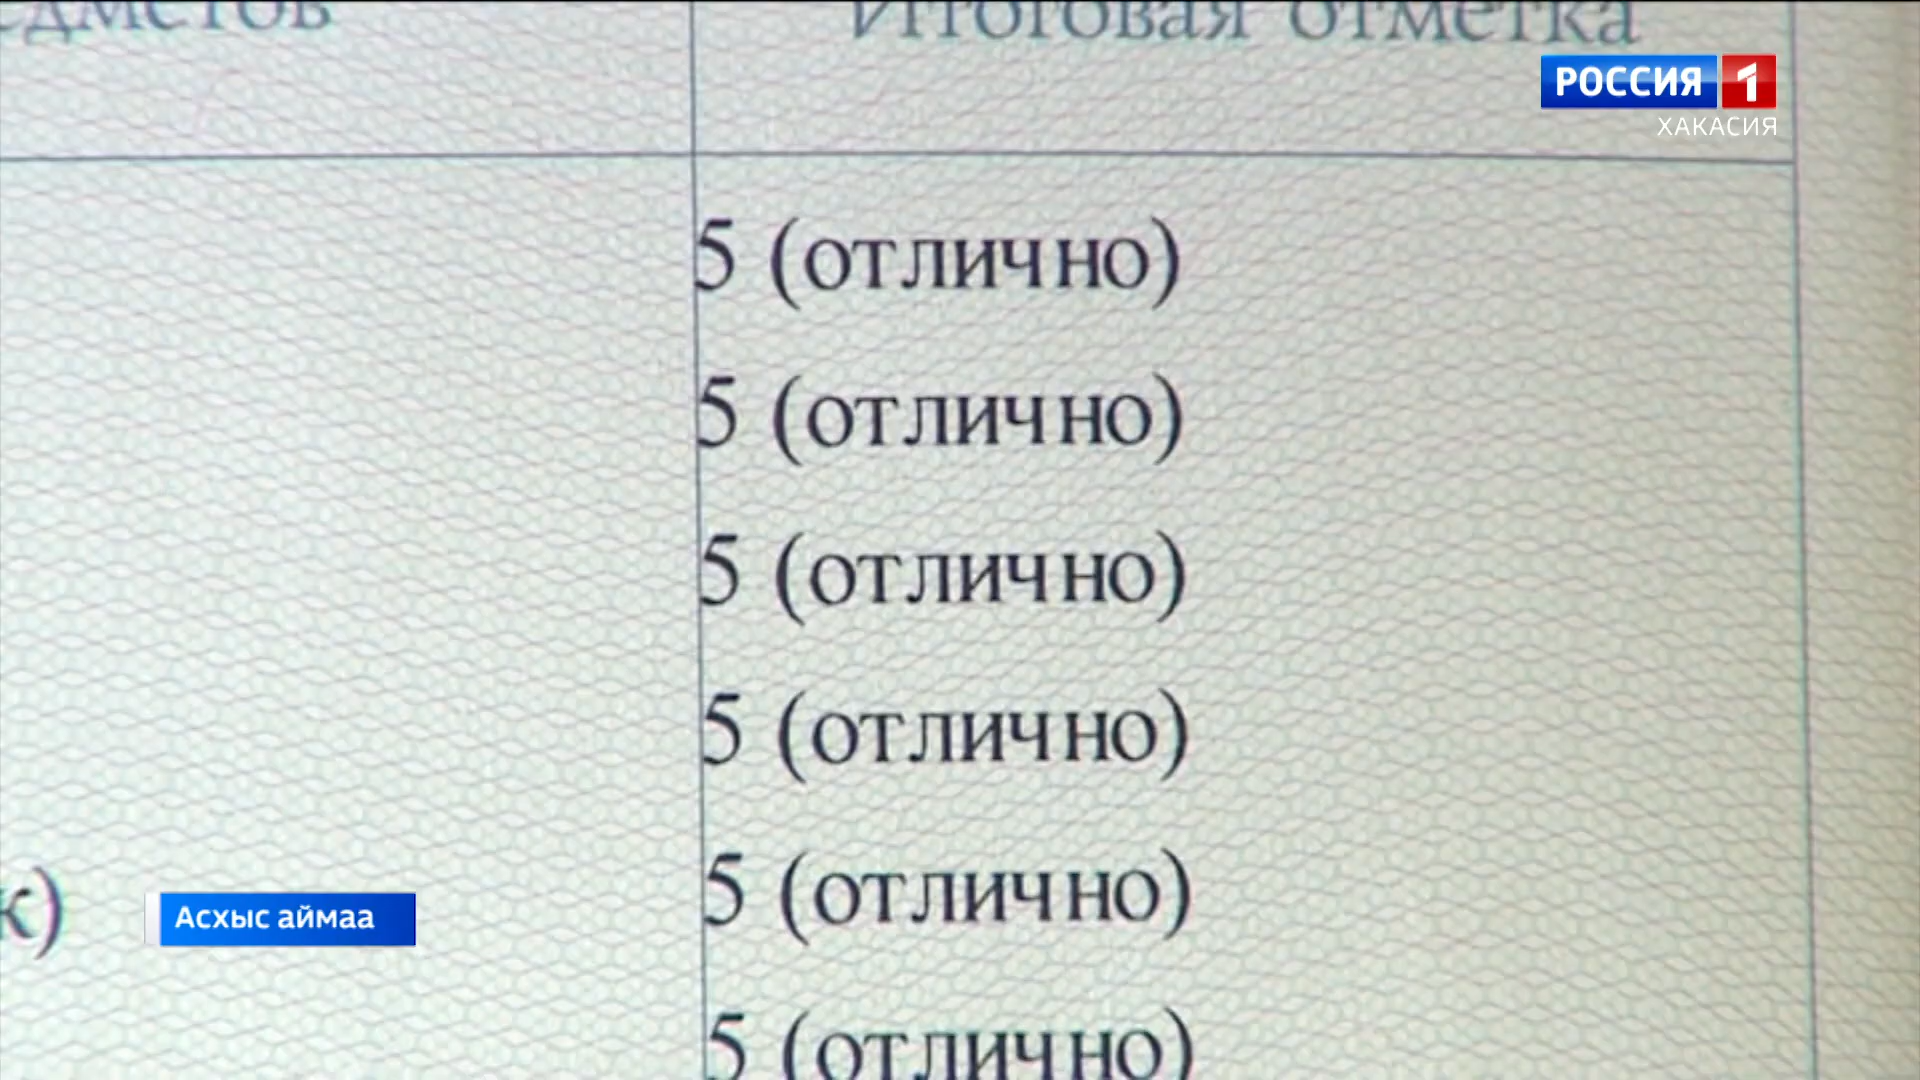 Итоговая отметка
РОССИЯ 1
ХАКАСИЯ
5 (отлично)
5 (отлично)
5 (отлично)
5 (отлично)
5 (отлично)
к)
Асхыс аймаа
5 (отлично)